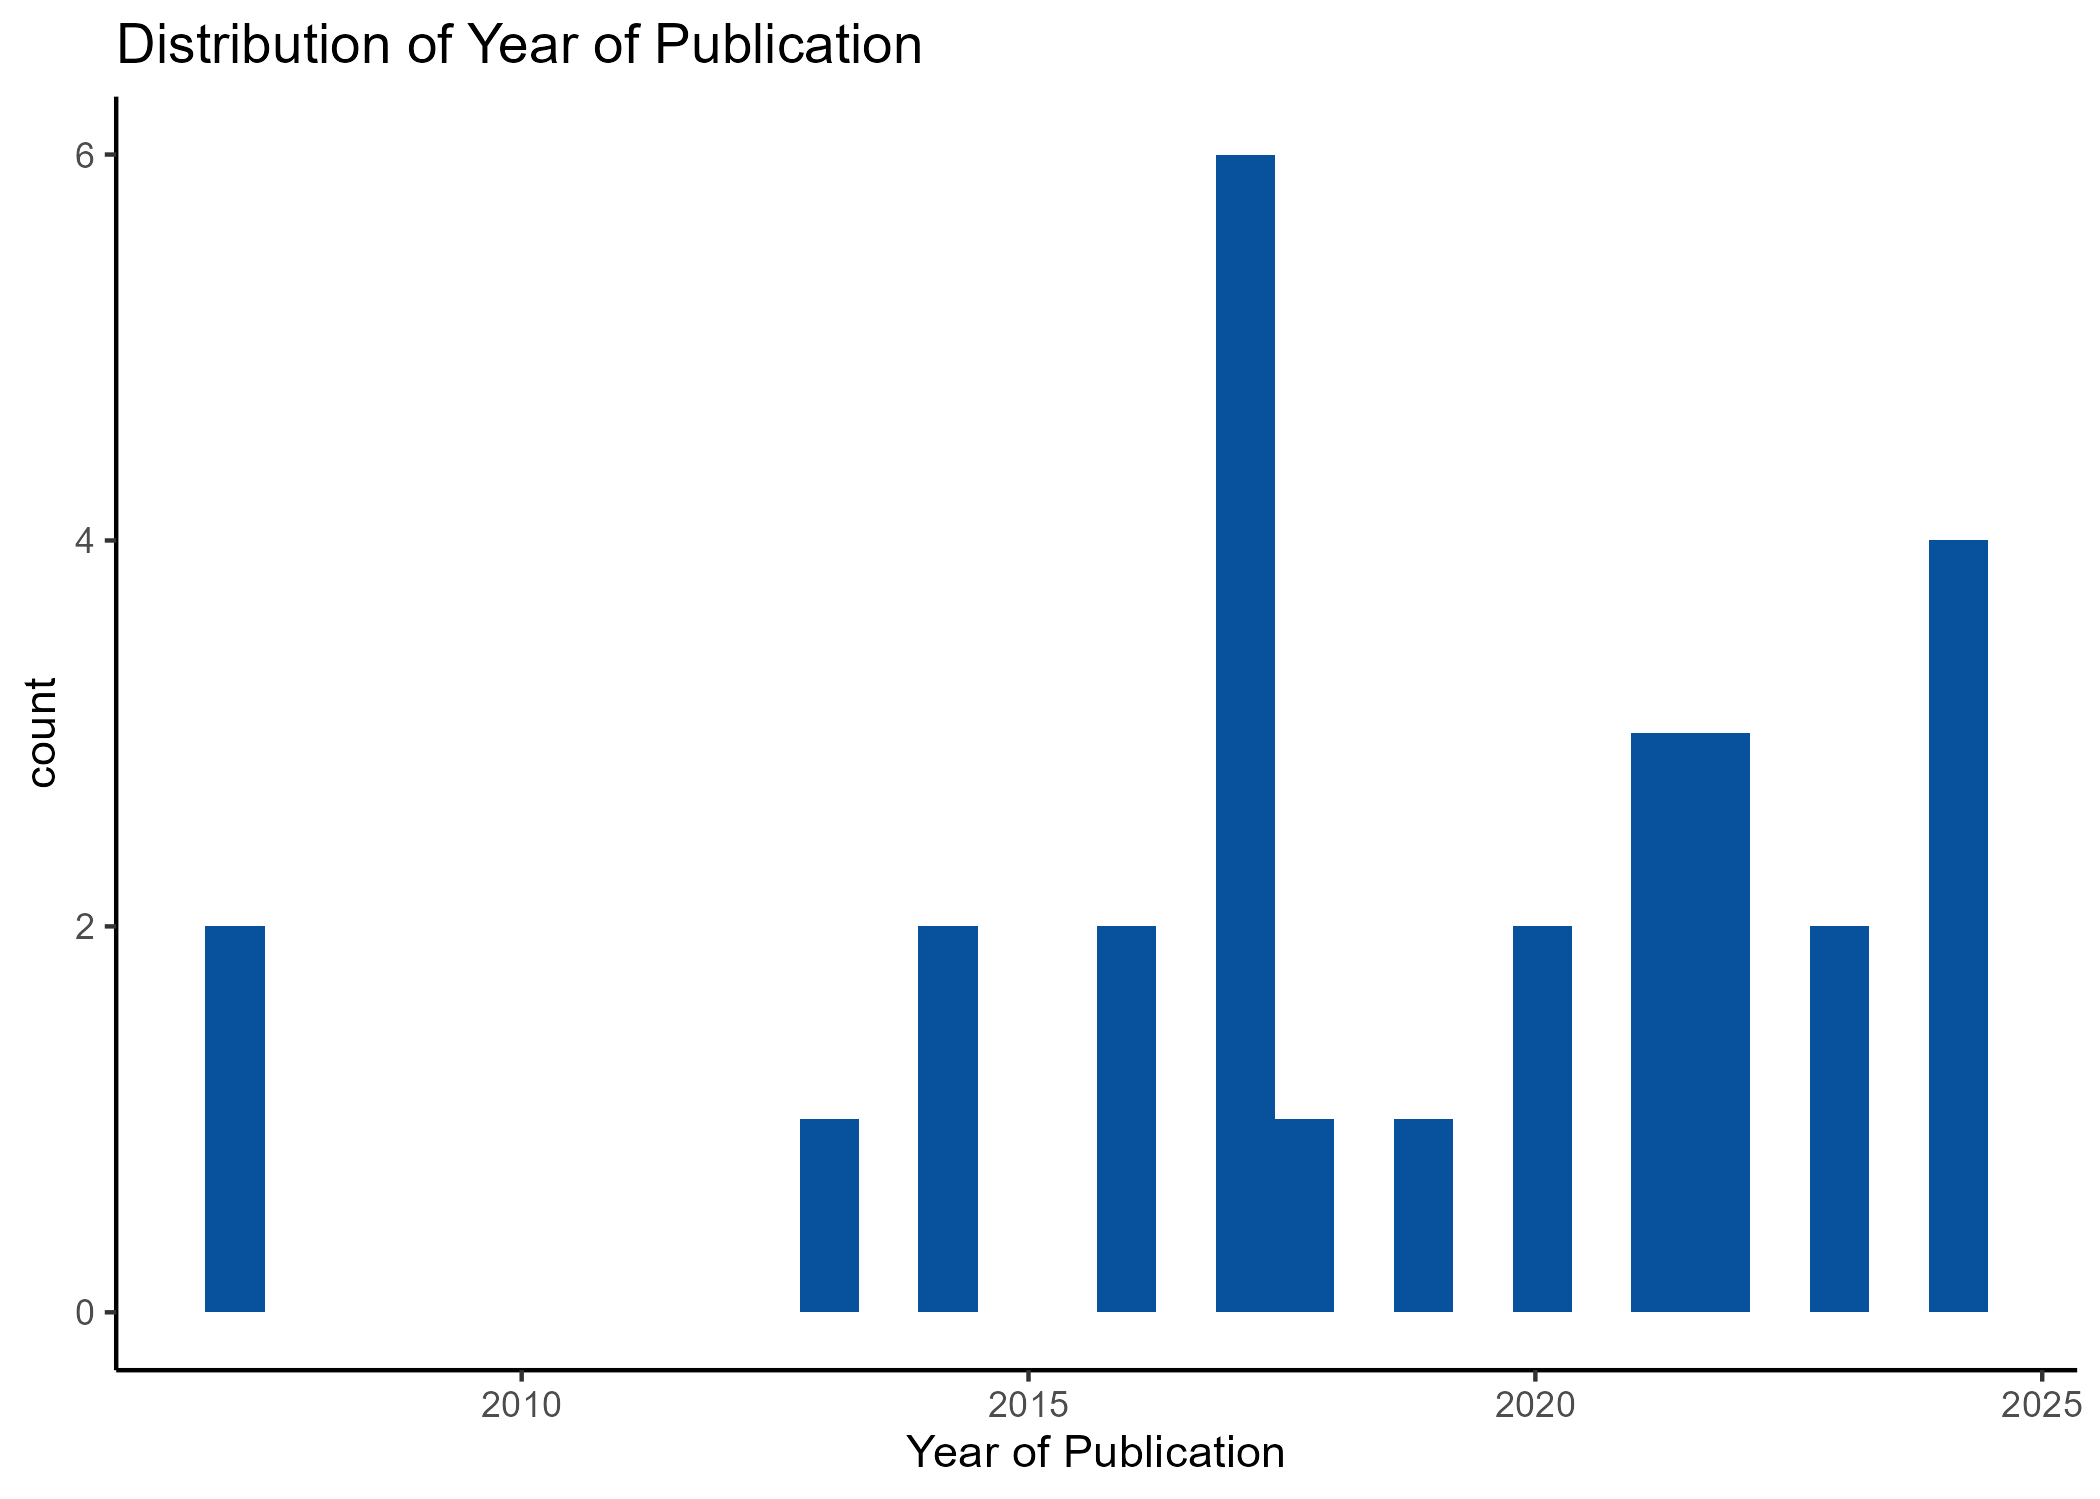 Distribution of Year of Publication
6
4
2
0
count
2010 2015 2020 2025
Year of Publication